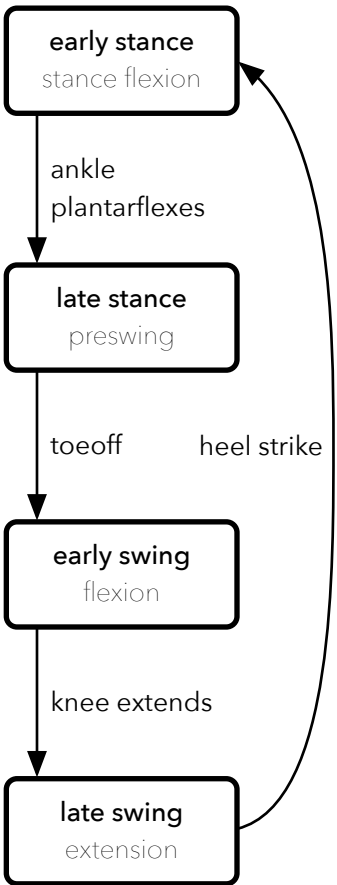 early stance
stance flexion
ankle
plantarflexes
late stance
preswing
toeoff
heel strike
early swing
flexion
knee extends
late swing
extension